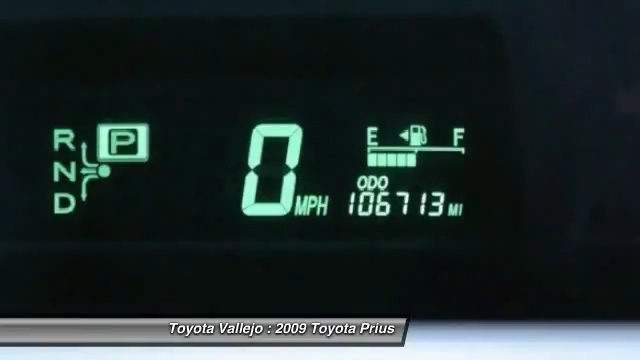 R P
N
D
0 MPH
E F
ODO
106713 MI
Toyota Vallejo : 2009 Toyota Prius